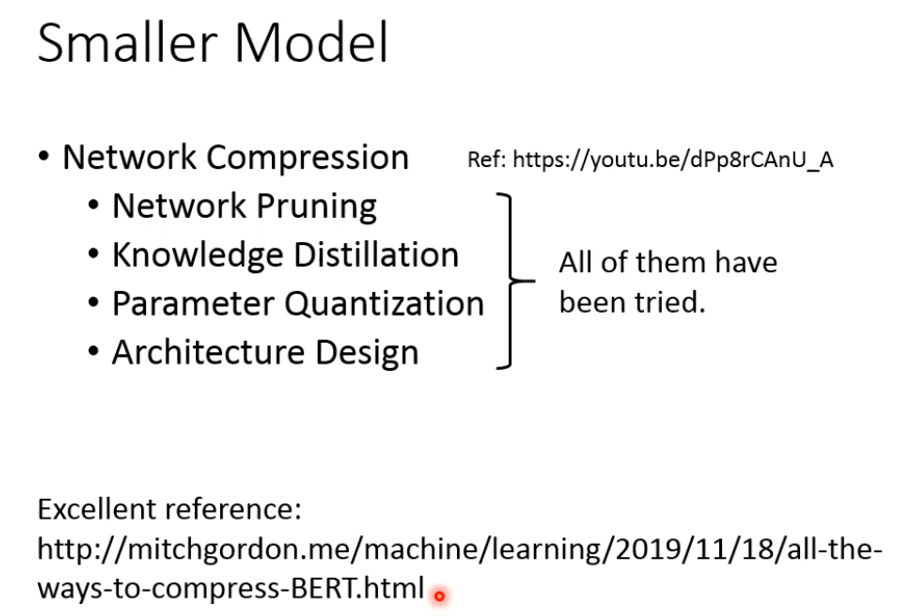 Smaller Model
• Network Compression
Ref: https://youtu.be/dPp8rCAnU_A
• Network Pruning
• Knowledge Distillation
• Parameter Quantization
• Architecture Design
All of them have
been tried.
Excellent reference:
http://mitchgordon.me/machine/learning/2019/11/18/all-the-
ways-to-compress-BERT.html